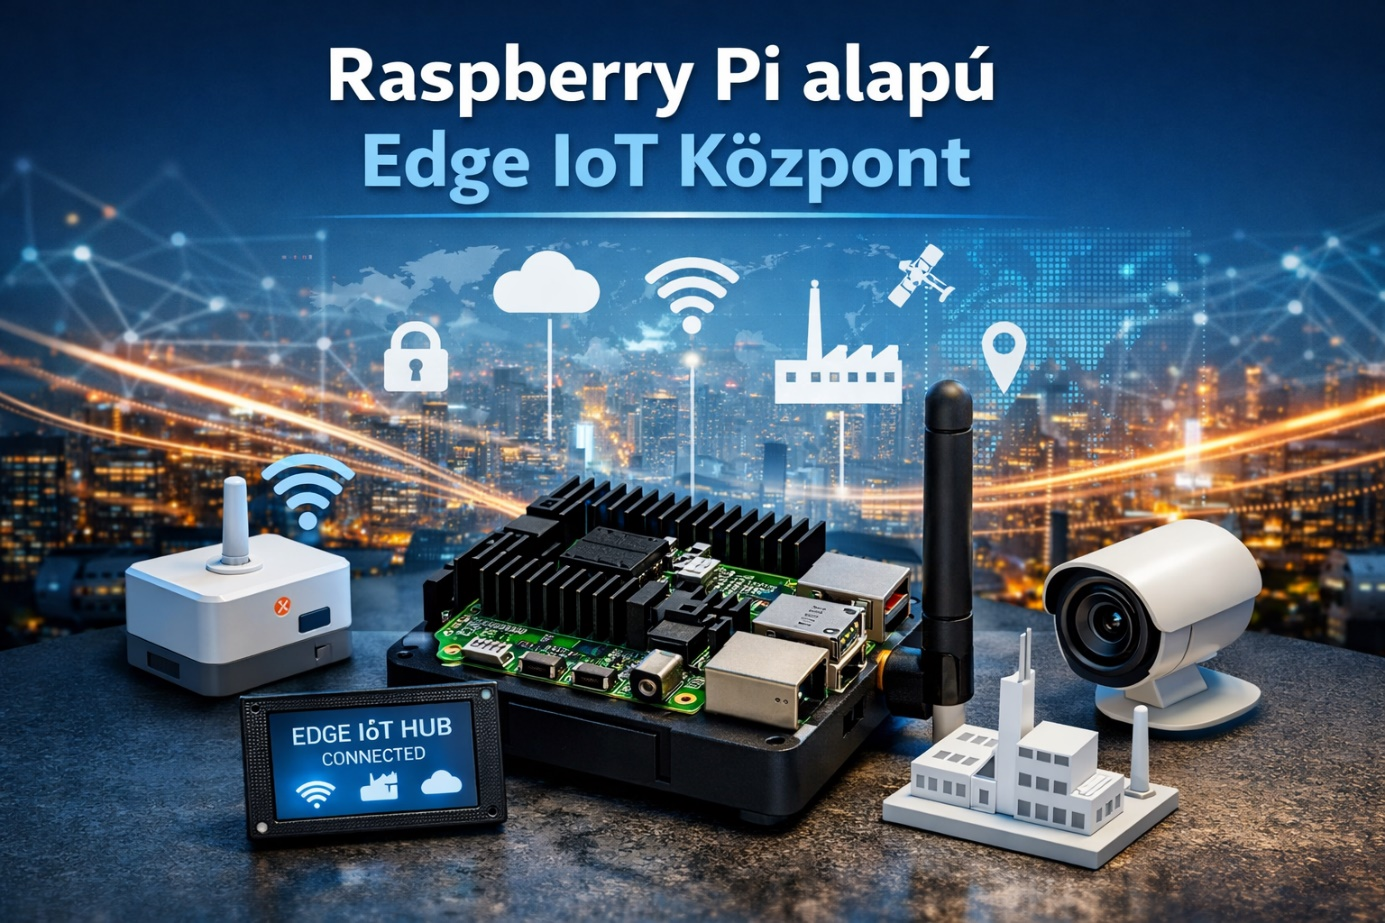 Raspberry Pi alapú
Edge IoT Központ
EDGE IoT HUB
CONNECTED